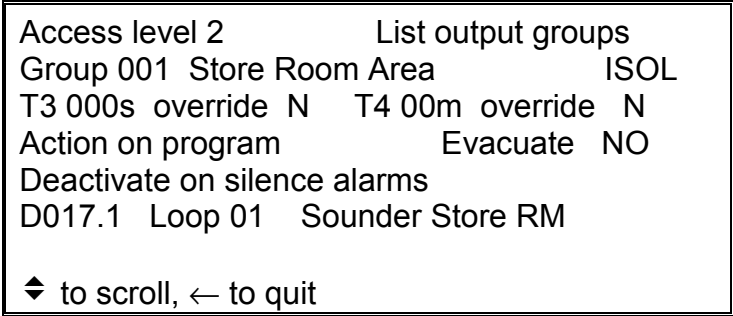 Access level 2 List output groups
Group 001 Store Room Area ISOL
T3 000s override N T4 00m override N
Action on program Evacuate NO
Deactivate on silence alarms
D017.1 Loop 01 Sounder Store RM
to scroll, ← to quit